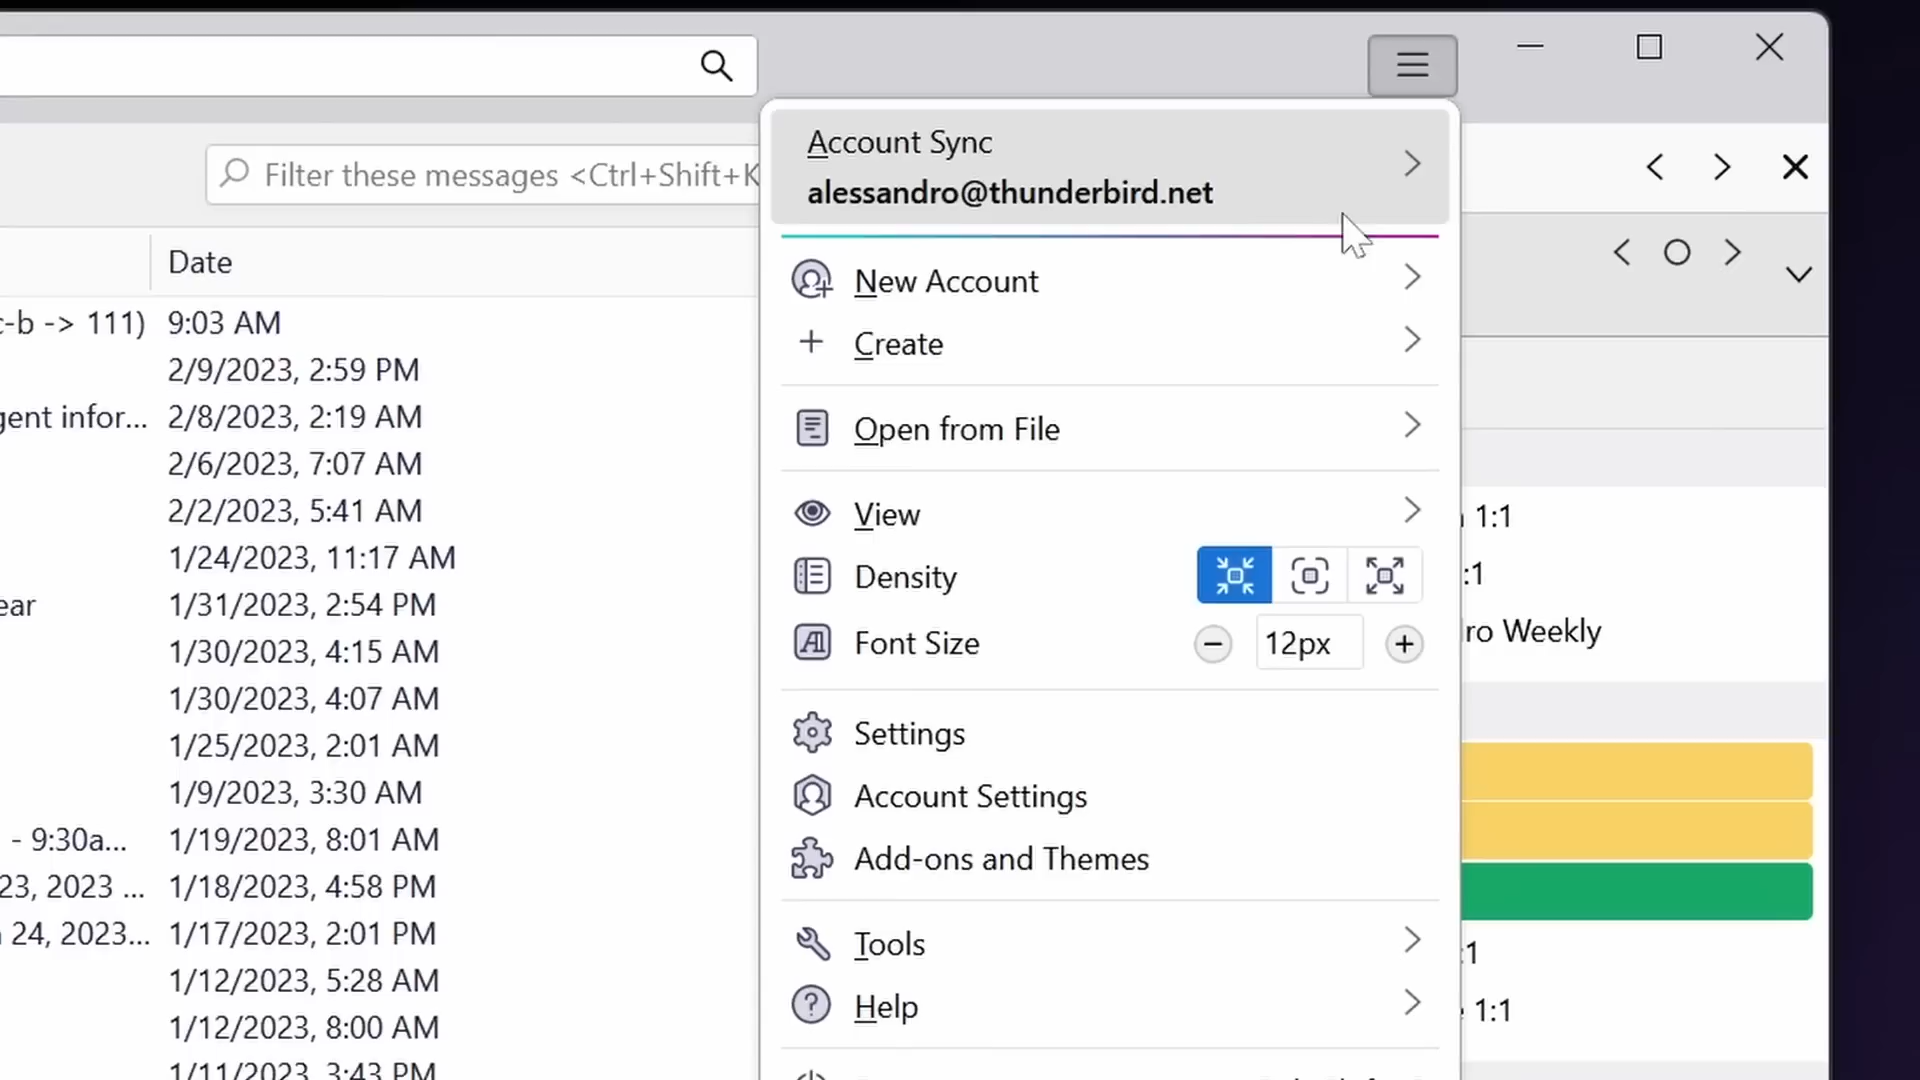 Filter these messages <Ctrl+Shift+K
Date
c-b -> 111) 9:03 AM
2/9/2023, 2:59 PM
gent infor... 2/8/2023, 2:19 AM
2/6/2023, 7:07 AM
2/2/2023, 5:41 AM
1/24/2023, 11:17 AM
ear 1/31/2023, 2:54 PM
1/30/2023, 4:15 AM
1/30/2023, 4:07 AM
1/25/2023, 2:01 AM
1/9/2023, 3:30 AM
- 9:30a... 1/19/2023, 8:01 AM
23, 2023 ... 1/18/2023, 4:58 PM
24, 2023... 1/17/2023, 2:01 PM
1/12/2023, 5:28 AM
1/12/2023, 8:00 AM
1/11/2023, 3:43 PM
Account Sync
alessandro@thunderbird.net
New Account
Create
Open from File
View
Density
Font Size 12px
Settings
Account Settings
Add-ons and Themes
Tools
Help
1:1
:1
ro Weekly
:1
1:1